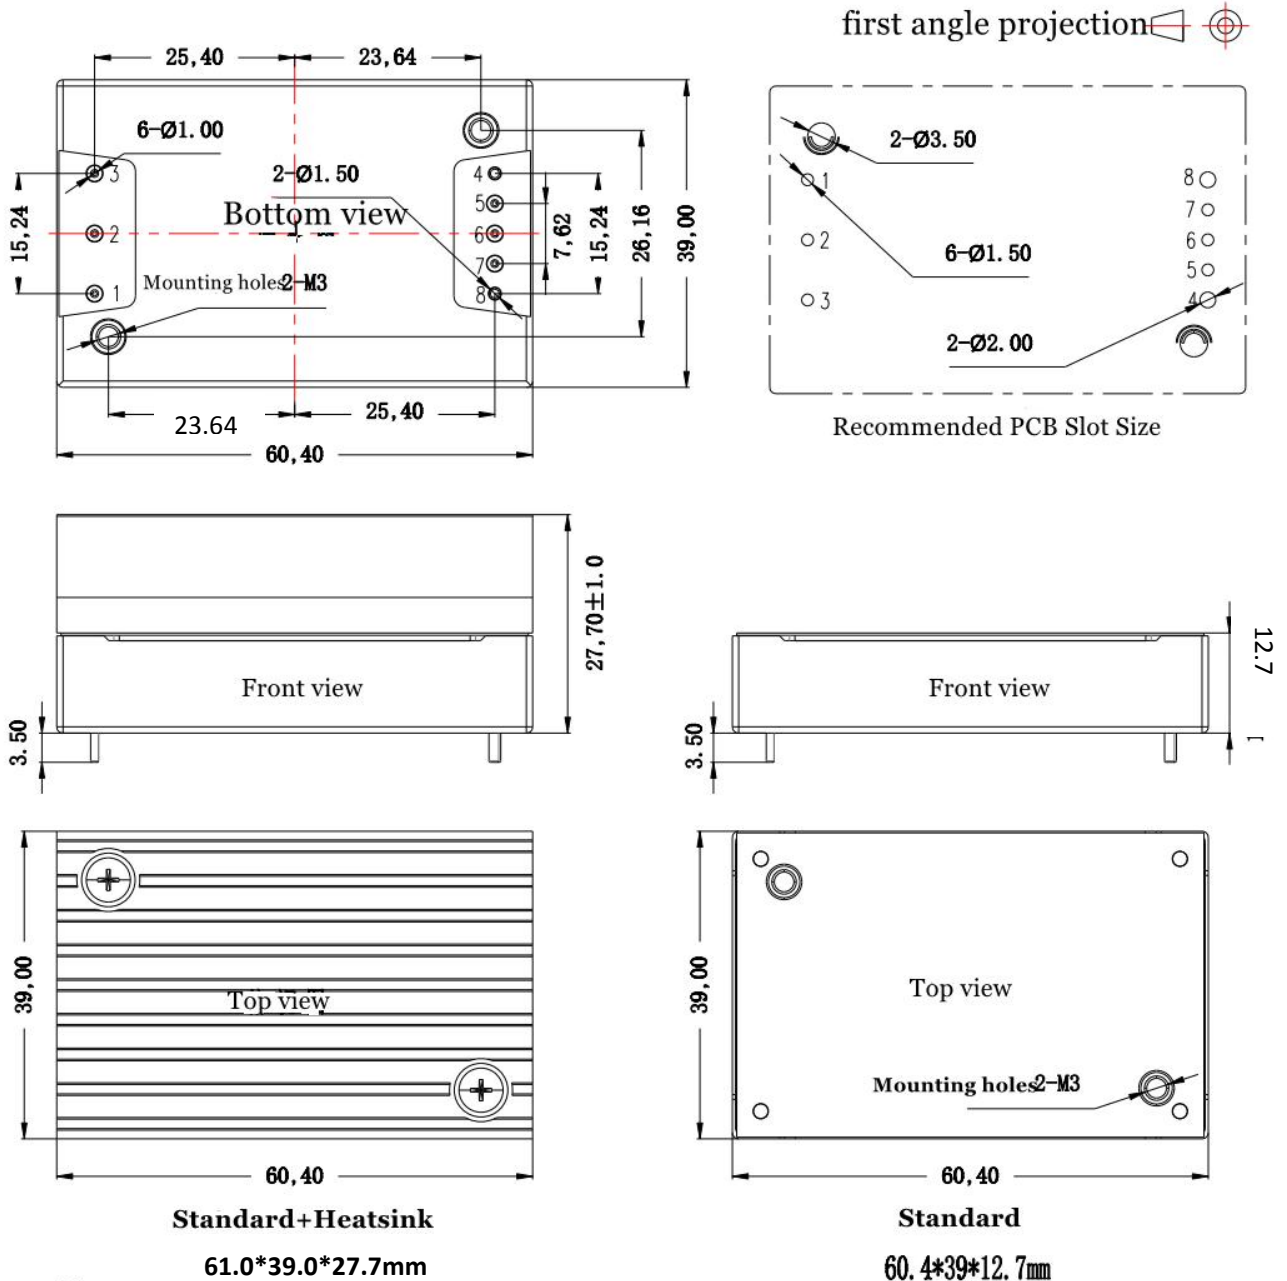 first angle projection
25,40
23,64
6-Ø1.00
3
2-Ø1.50
4
5
Bottom view
6
2
7
Mounting holes 2-M3
1
8
15,24
7,62
15,24
26,16
39,00
23.64
25,40
60,40
2-Ø3.50
1
8
7
2
6
6-Ø1.50
5
3
4
2-Ø2.00
Recommended PCB Slot Size
27,70±1.0
Front view
3.50
12.7
Front view
3.50
39,00
Top view
60,40
Standard+Heatsink
61.0*39.0*27.7mm
39,00
Top view
Mounting holes 2-M3
60,40
Standard
60.4*39*12.7mm